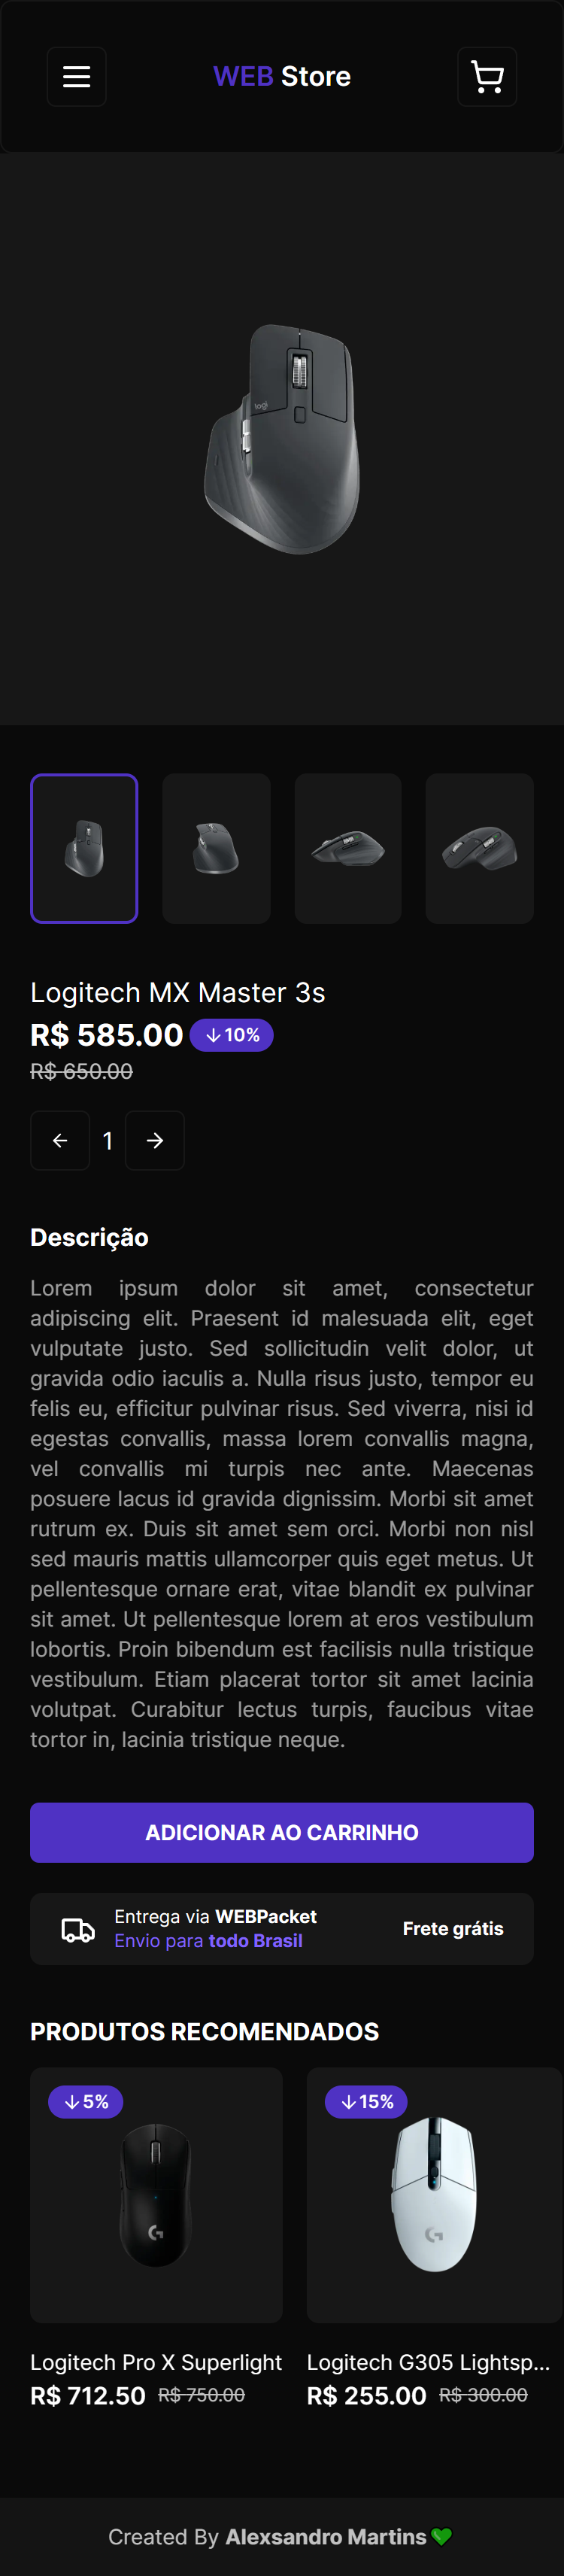 WEB Store
logi
Logitech MX Master 3s
R$ 585.00 ↓10%
R$ 650.00
1
Descrição
Lorem ipsum dolor sit amet, consectetur
adipiscing elit. Praesent id malesuada elit, eget
vulputate justo. Sed sollicitudin velit dolor, ut
gravida odio iaculis a. Nulla risus justo, tempor eu
felis eu, efficitur pulvinar risus. Sed viverra, nisi id
egestas convallis, massa lorem convallis magna,
vel convallis mi turpis nec ante. Maecenas
posuere lacus id gravida dignissim. Morbi sit amet
rutrum ex. Duis sit amet sem orci. Morbi non nisl
sed mauris mattis ullamcorper quis eget metus. Ut
pellentesque ornare erat, vitae blandit ex pulvinar
sit amet. Ut pellentesque lorem at eros vestibulum
lobortis. Proin bibendum est facilisis nulla tristique
vestibulum. Etiam placerat tortor sit amet lacinia
volutpat. Curabitur lectus turpis, faucibus vitae
tortor in, lacinia tristique neque.
ADICIONAR AO CARRINHO
Entrega via WEBPacket
Envio para todo Brasil
Frete grátis
PRODUTOS RECOMENDADOS
↓5%
↓15%
Logitech Pro X Superlight
R$ 712.50 R$ 750.00
Logitech G305 Lightsp...
R$ 255.00 R$ 300.00
Created By Alexsandro Martins💚